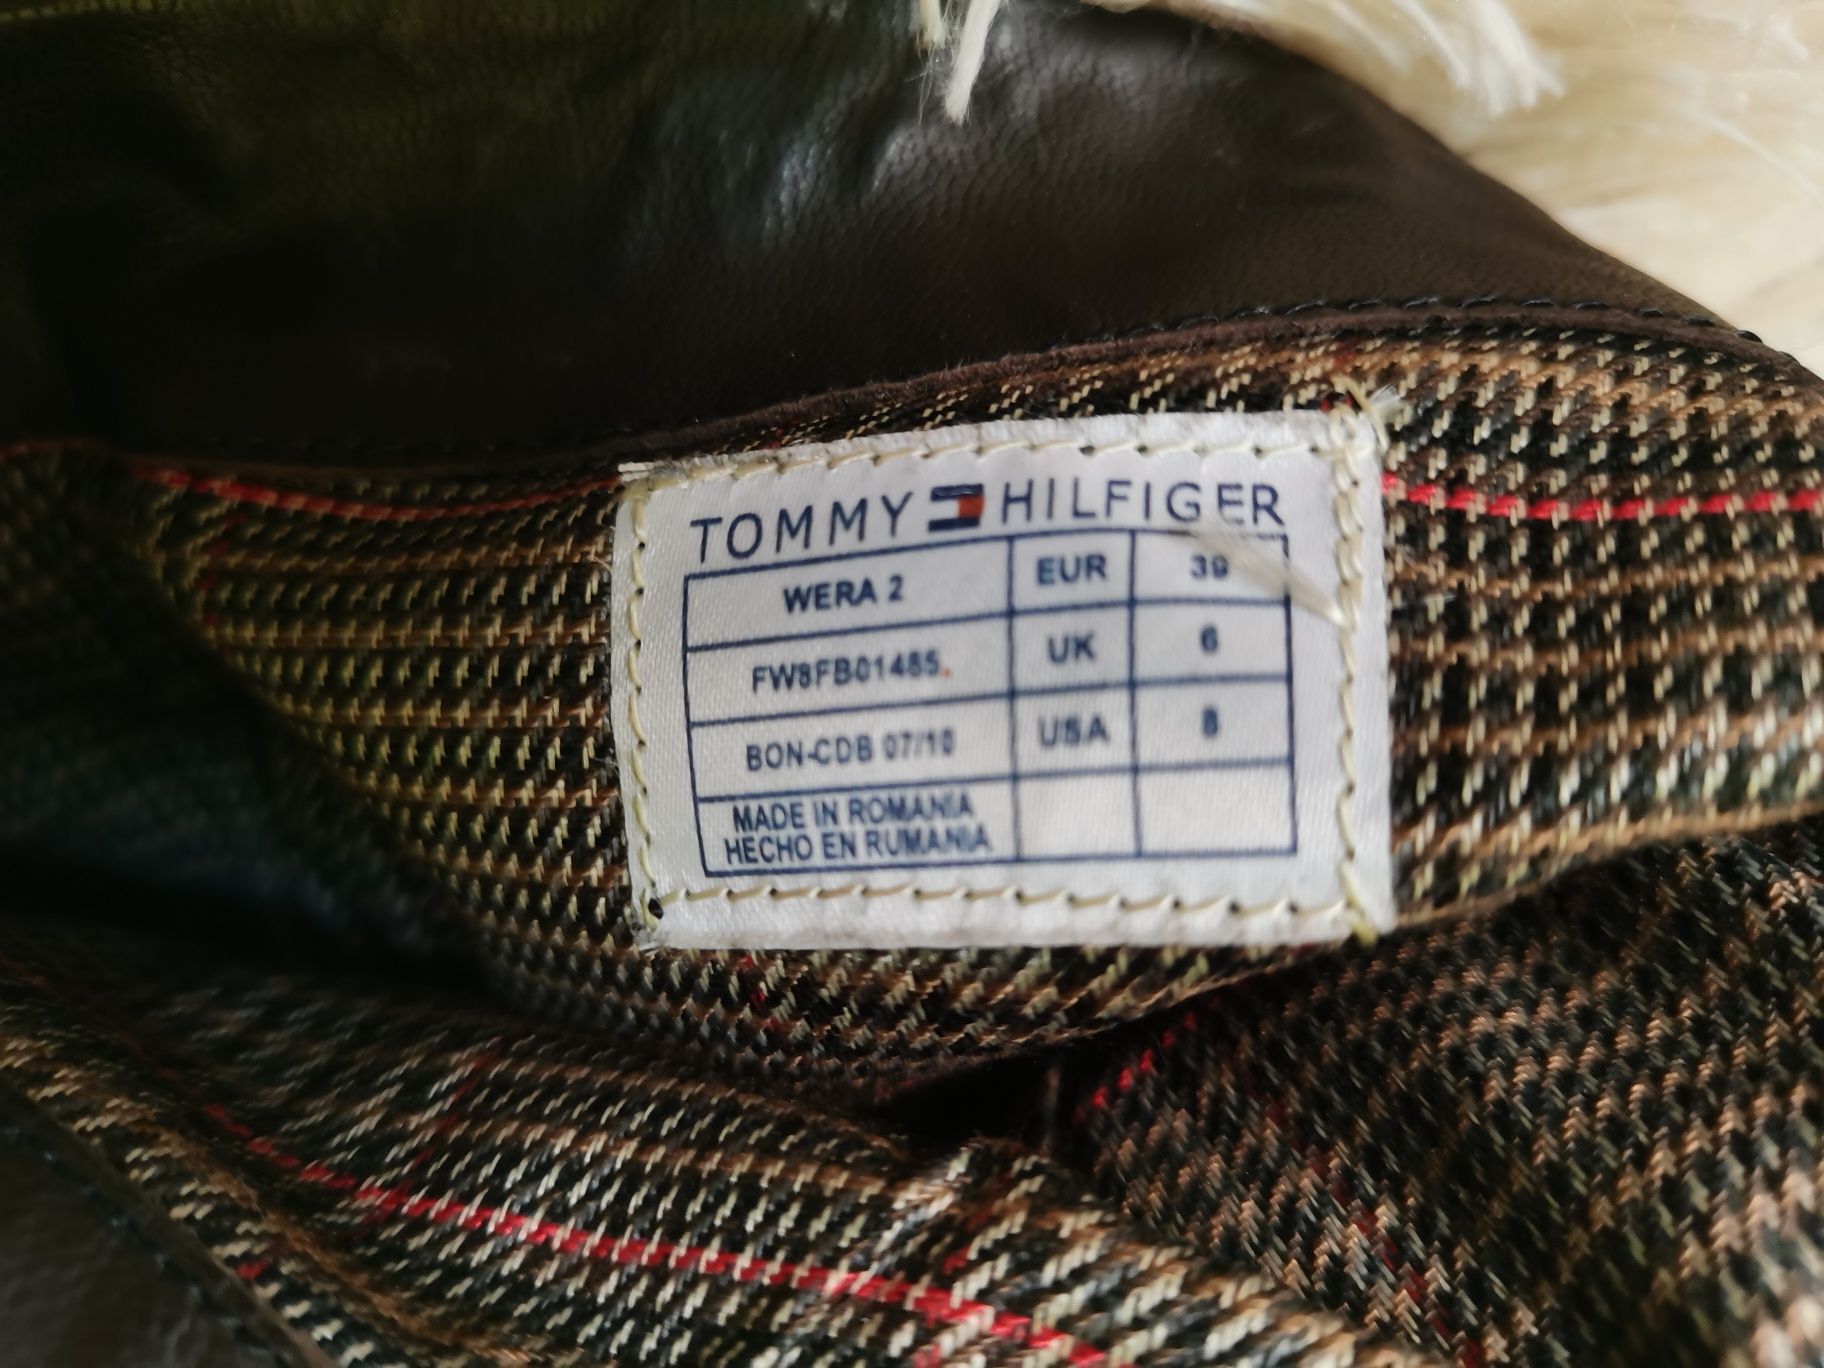 TOMMY HILFIGER
WERA 2 EUR 39
FW8FB01485. UK 6
BON-CDB 07/10 USA 8
MADE IN ROMANIA
HECHO EN RUMANIA